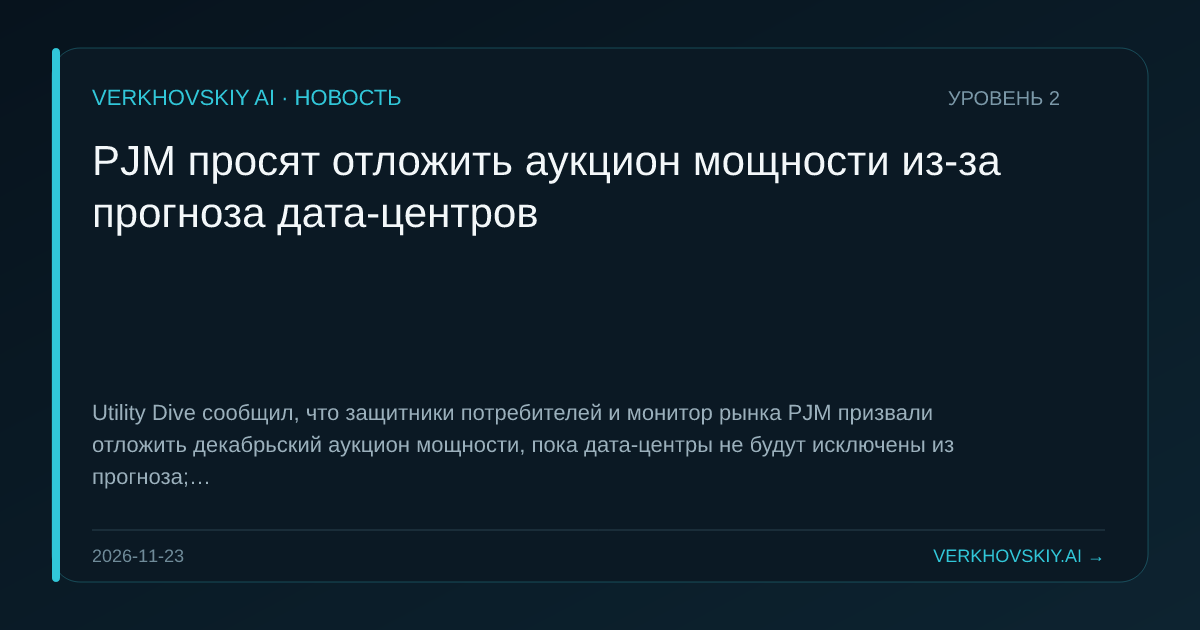 VERKHOVSKIY AI · НОВОСТЬ
УРОВЕНЬ 2
PJM просят отложить аукцион мощности из-за
прогноза дата-центров
Utility Dive сообщил, что защитники потребителей и монитор рынка PJM призвали
отложить декабрьский аукцион мощности, пока дата-центры не будут исключены из
прогноза;…
2026-11-23
VERKHOVSKIY.AI →